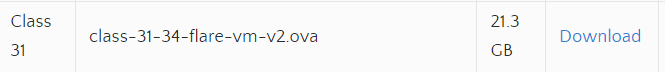 Class
31
class-31-34-flare-vm-v2.ova
21.3
GB
Download